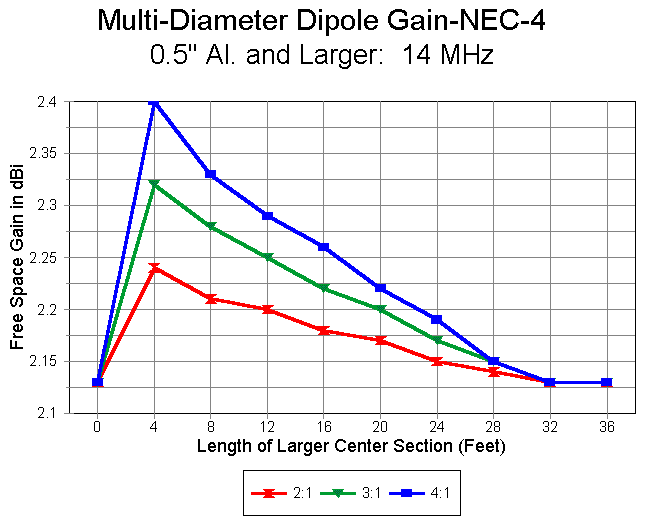 Multi-Diameter Dipole Gain-NEC-4
0.5" Al. and Larger:  14 MHz
Free Space Gain in dBi
2.4
2.35
2.3
2.25
2.2
2.15
2.1
0 4 8 12 16 20 24 28 32 36
Length of Larger Center Section (Feet)
2:1 3:1 4:1